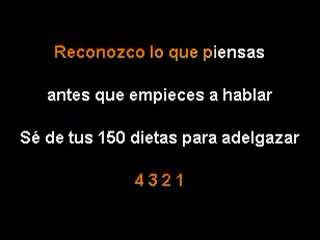 Reconozco lo que piensas
antes que empieces a hablar
Sé de tus 150 dietas para adelgazar
4 3 2 1